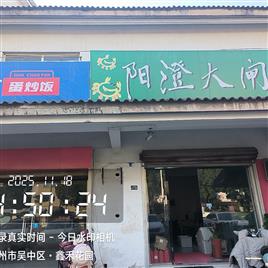 蛋炒饭
阳澄大闸
2025.11.18
:50:24
录真实时间 - 今日水印相机
州市吴中区·鑫禾花园